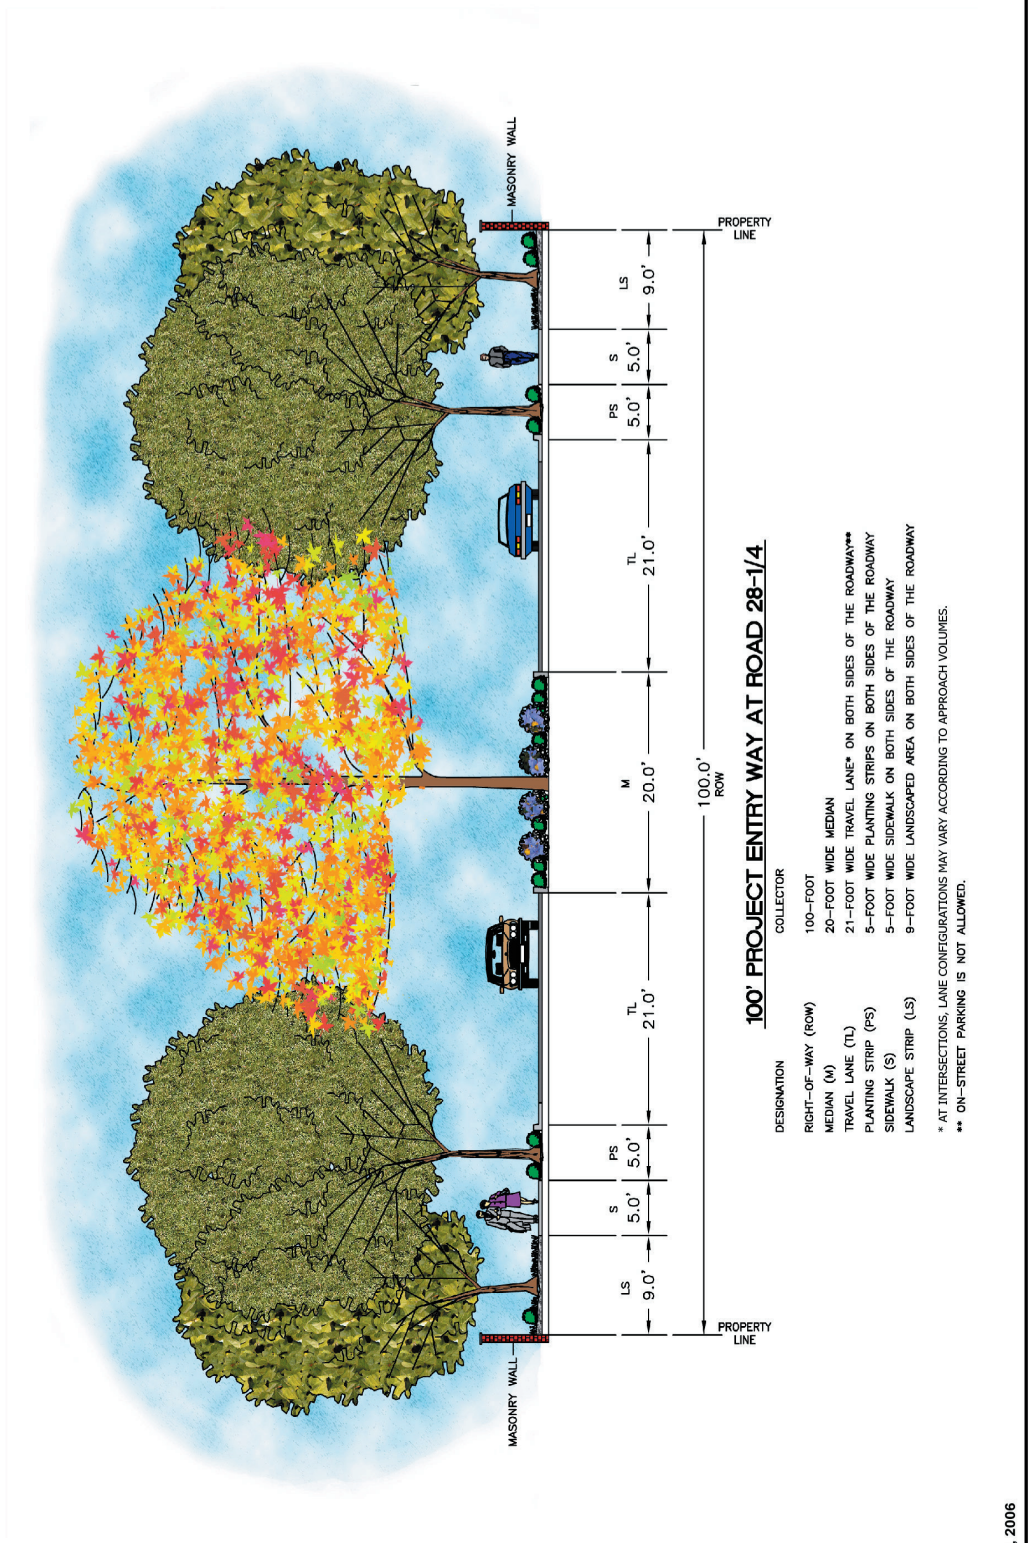 MASONRY WALL
MASONRY WALL
LS
S
PS
TL
M
TL
PS
S
LS
9.0'
5.0'
5.0'
21.0'
20.0'
21.0'
5.0'
5.0'
9.0'
100.0'
ROW
PROPERTY
LINE
PROPERTY
LINE
100' PROJECT ENTRY WAY AT ROAD 28-1/4
DESIGNATION COLLECTOR
RIGHT-OF-WAY (ROW) 100-FOOT
MEDIAN (M) 20-FOOT WIDE MEDIAN
TRAVEL LANE (TL) 21-FOOT WIDE TRAVEL LANE* ON BOTH SIDES OF THE ROADWAY**
PLANTING STRIP (PS) 5-FOOT WIDE PLANTING STRIPS ON BOTH SIDES OF THE ROADWAY
SIDEWALK (S) 5-FOOT WIDE SIDEWALK ON BOTH SIDES OF THE ROADWAY
LANDSCAPE STRIP (LS) 9-FOOT WIDE LANDSCAPED AREA ON BOTH SIDES OF THE ROADWAY
* AT INTERSECTIONS, LANE CONFIGURATIONS MAY VARY ACCORDING TO APPROACH VOLUMES.
** ON-STREET PARKING IS NOT ALLOWED.
, 2006